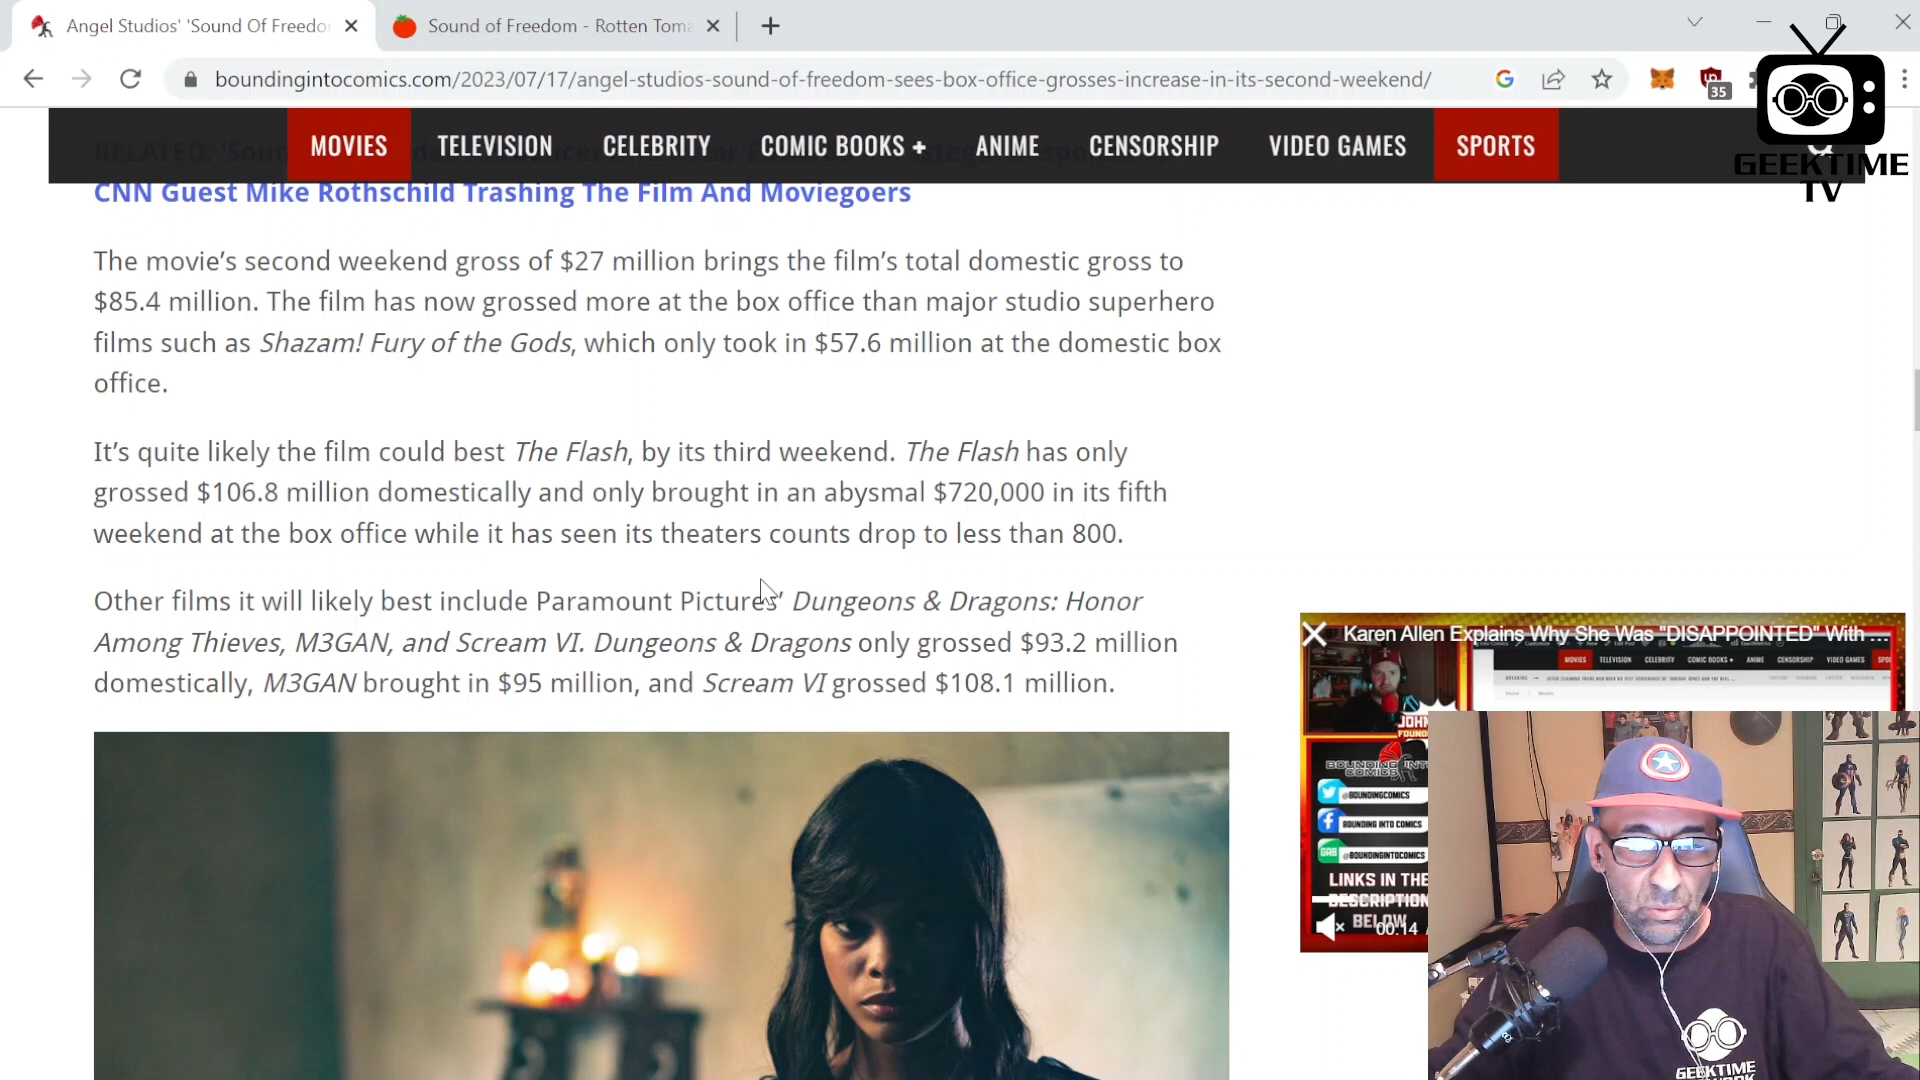 Angel Studios' 'Sound Of Freedo
Sound of Freedom - Rotten Toma
boundingintocomics.com/2023/07/17/angel-studios-sound-of-freedom-sees-box-office-grosses-increase-in-its-second-weekend/
35
MOVIES TELEVISION CELEBRITY COMIC BOOKS + ANIME CENSORSHIP VIDEO GAMES SPORTS
GEEKTIME
TV
CNN Guest Mike Rothschild Trashing The Film And Moviegoers
The movie’s second weekend gross of $27 million brings the film’s total domestic gross to
$85.4 million. The film has now grossed more at the box office than major studio superhero
films such as Shazam! Fury of the Gods, which only took in $57.6 million at the domestic box
office.
It’s quite likely the film could best The Flash, by its third weekend. The Flash has only
grossed $106.8 million domestically and only brought in an abysmal $720,000 in its fifth
weekend at the box office while it has seen its theaters counts drop to less than 800.
Other films it will likely best include Paramount Pictures’ Dungeons & Dragons: Honor
Among Thieves, M3GAN, and Scream VI. Dungeons & Dragons only grossed $93.2 million
domestically, M3GAN brought in $95 million, and Scream VI grossed $108.1 million.
Karen Allen Explains Why She Was "DISAPPOINTED" With ...
MOVIES TELEVISION CELEBRITY COMIC BOOKS + ANIME CENSORSHIP VIDEO GAMES SPO
JOHN
FOUND
BOUNDING INT
COMICS
@BOUNDINGCOMICS
BOUNDING INTO COMICS
GAB @BOUNDINGINTOCOMICS
LINKS IN THE
DESCRIPTION
BELOW
00:14 /
GEEKTIME